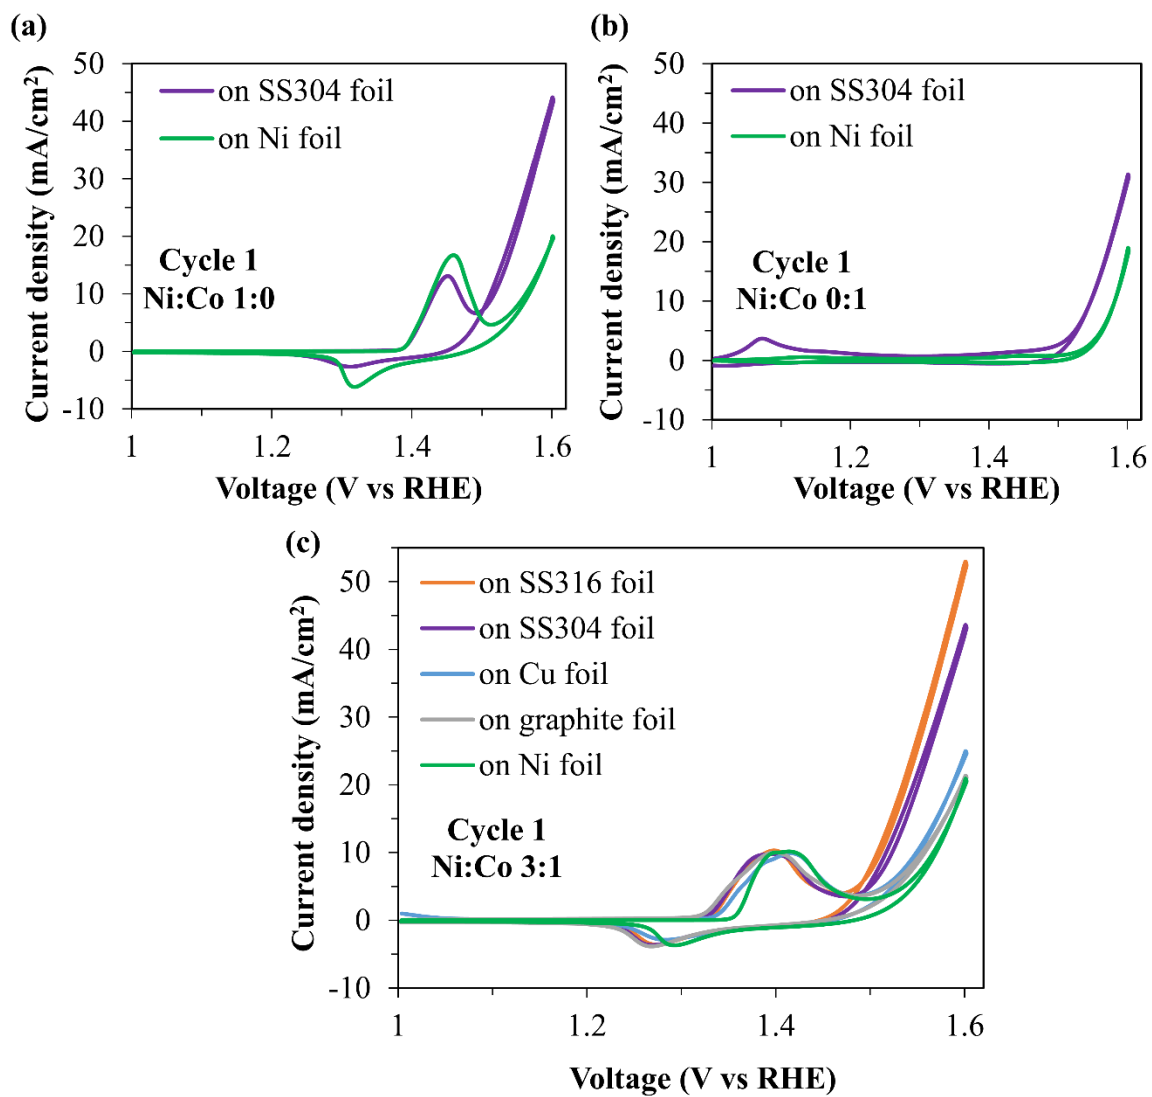 (a)
50
40
30
20
10
0
-10
Current density (mA/cm²)
on SS304 foil
on Ni foil
Cycle 1
Ni:Co 1:0
1
1.2
1.4
1.6
Voltage (V vs RHE)
(b)
50
40
30
20
10
0
-10
Current density (mA/cm²)
on SS304 foil
on Ni foil
Cycle 1
Ni:Co 0:1
1
1.2
1.4
1.6
Voltage (V vs RHE)
(c)
50
40
30
20
10
0
-10
Current density (mA/cm²)
on SS316 foil
on SS304 foil
on Cu foil
on graphite foil
on Ni foil
Cycle 1
Ni:Co 3:1
1
1.2
1.4
1.6
Voltage (V vs RHE)